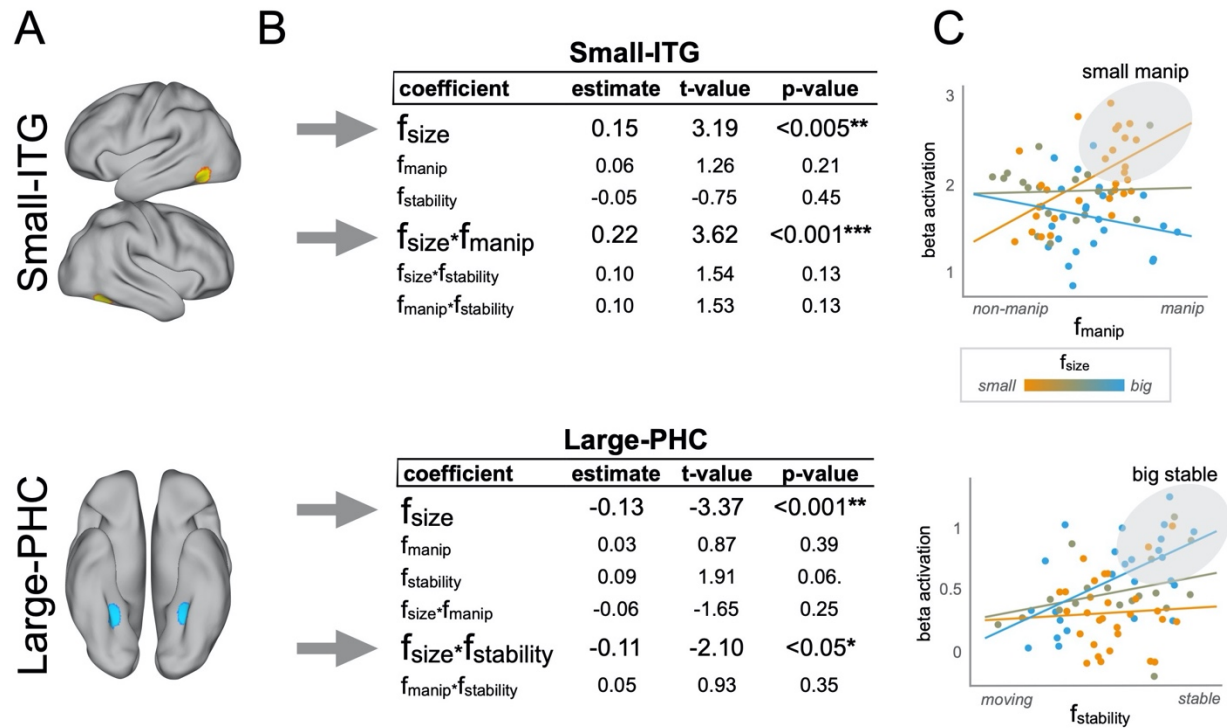 A
B
C
Small-ITG
Small-ITG
coefficient estimate t-value p-value
fsize 0.15 3.19 <0.005**
fmanip 0.06 1.26 0.21
fstability -0.05 -0.75 0.45
fsize*fmanip 0.22 3.62 <0.001***
fsize*fstability 0.10 1.54 0.13
fmanip*fstability 0.10 1.53 0.13
small manip
beta activation
3
2
1
non-manip manip
fmanip
fsize
small big
Large-PHC
Large-PHC
coefficient estimate t-value p-value
fsize -0.13 -3.37 <0.001**
fmanip 0.03 0.87 0.39
fstability 0.09 1.91 0.06.
fsize*fmanip -0.06 -1.65 0.25
fsize*fstability -0.11 -2.10 <0.05*
fmanip*fstability 0.05 0.93 0.35
big stable
beta activation
1
0.5
0
moving stable
fstability